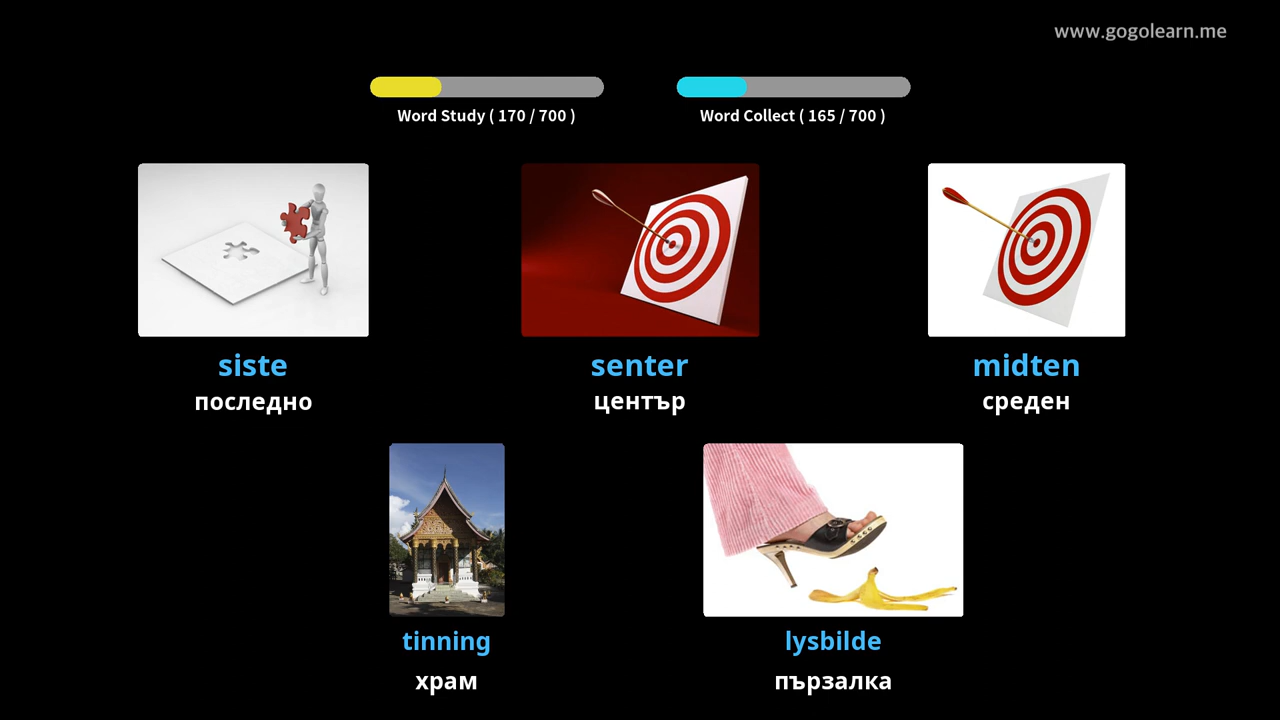 www.gogolearn.me
Word Study ( 170 / 700 )
Word Collect ( 165 / 700 )
siste
senter
midten
последно
център
среден
tinning
lysbilde
храм
пързалка